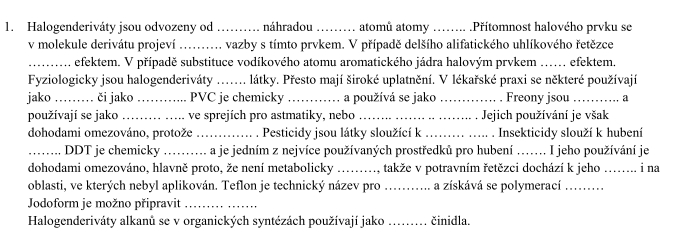 1. Halogenderiváty jsou odvozeny od ………. náhradou ………. atomů atomy …….. .Přítomnost halového prvku se
v molekule derivátu projeví ………. vazby s tímto prvkem. V případě delšího alifatického uhlíkového řetězce
………. efektem. V případě substituce vodíkového atomu aromatického jádra halovým prvkem …… efektem.
Fyziologicky jsou halogenderiváty ……. látky. Přesto mají široké uplatnění. V lékařské praxi se některé používají
jako ……… či jako ………... PVC je chemicky ………… a používá se jako …………. . Freony jsou ……….. a
používají se jako ……… ….. ve sprejích pro astmatiky, nebo …….. ……. .. …….. . Jejich používání je však
dohodami omezováno, protože …………. . Pesticidy jsou látky sloužící k ……… ….. . Insekticidy slouží k hubení
…….. DDT je chemicky ………. a je jedním z nejvíce používaných prostředků pro hubení ……. I jeho používání je
dohodami omezováno, hlavně proto, že není metabolicky ………, takže v potravním řetězci dochází k jeho ……. i na
oblasti, ve kterých nebyl aplikován. Teflon je technický název pro ……….. a získává se polymerací ………
Jodoform je možno připravit ……… …….
Halogenderiváty alkanů se v organických syntézách používají jako ……… činidla.